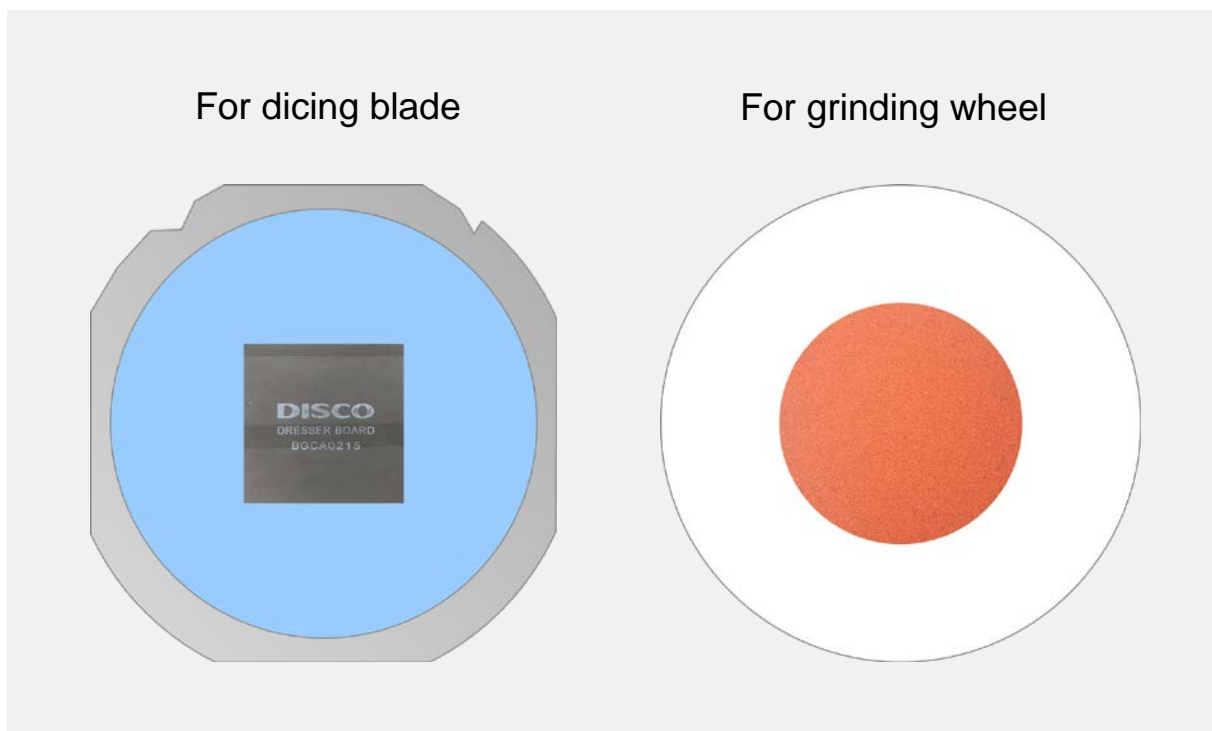 For dicing blade
For grinding wheel
DISCO
DRESSER BOARD
BGCA0215